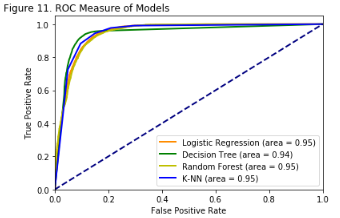 Figure 11. ROC Measure of Models
True Positive Rate
1.0
0.8
0.6
0.4
0.2
0.0
Logistic Regression (area = 0.95)
Decision Tree (area = 0.94)
Random Forest (area = 0.95)
K-NN (area = 0.95)
0.0 0.2 0.4 0.6 0.8 1.0
False Positive Rate